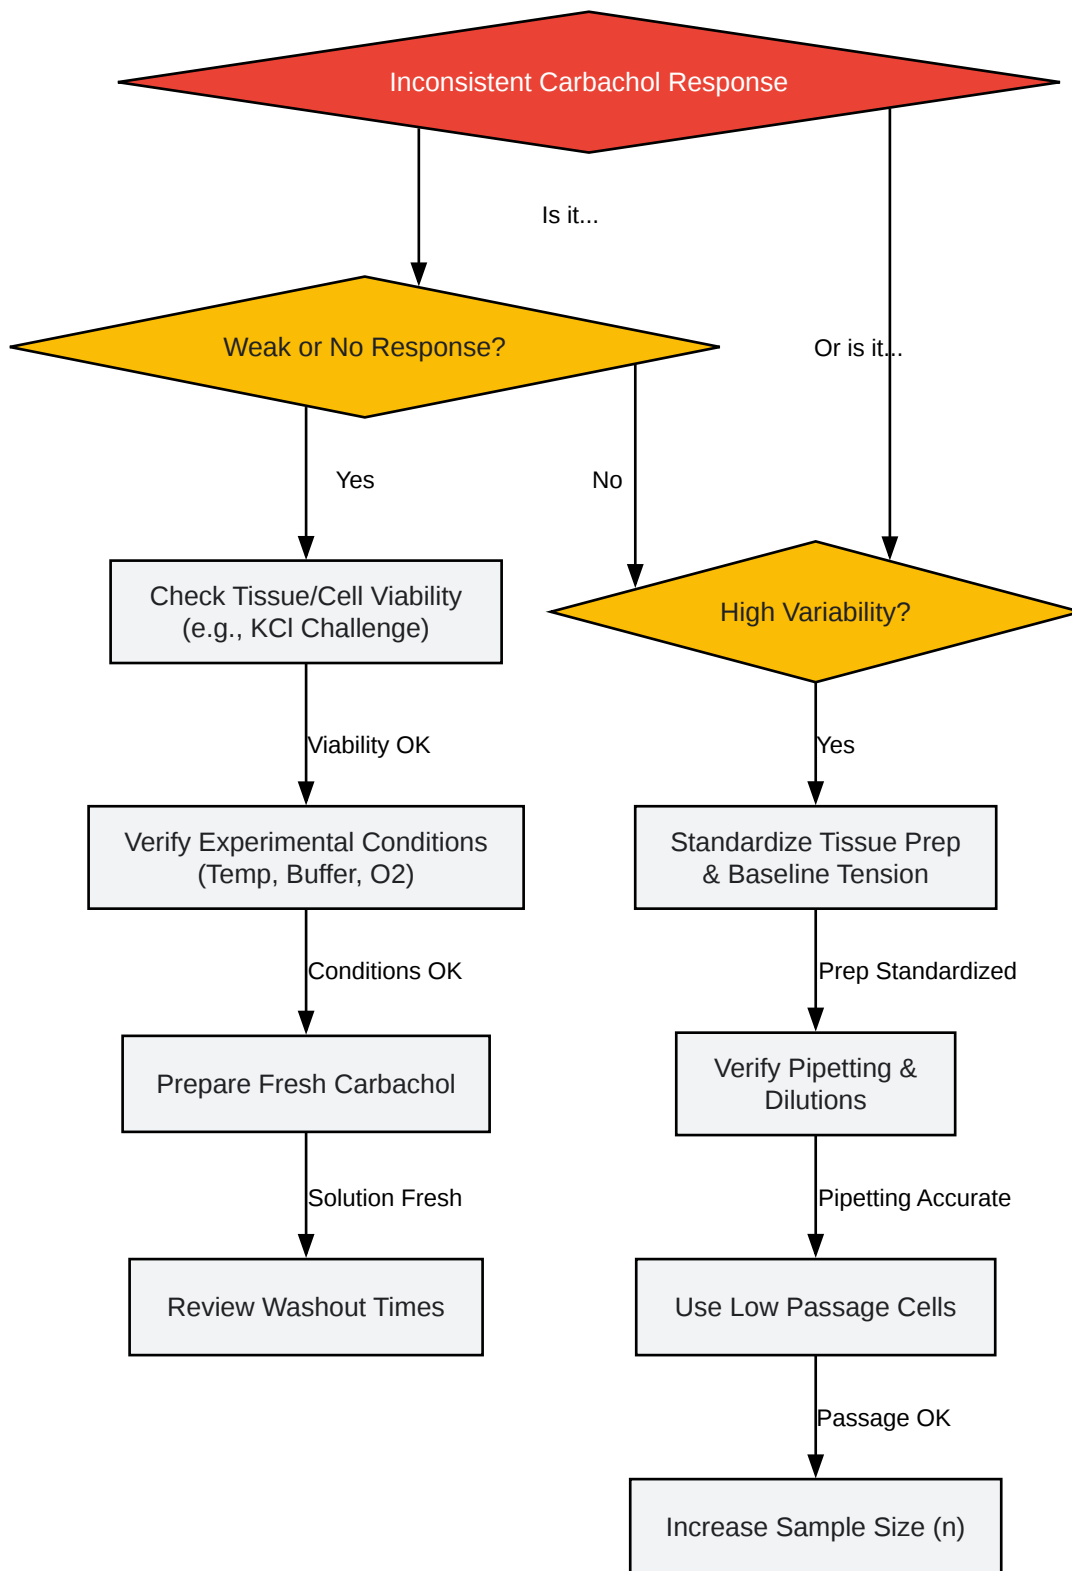 Inconsistent Carbachol Response
Is it...
Weak or No Response?
Or is it...
Yes
No
Check Tissue/Cell Viability
(e.g., KCl Challenge)
High Variability?
Viability OK
Yes
Verify Experimental Conditions
(Temp, Buffer, O2)
Standardize Tissue Prep
& Baseline Tension
Conditions OK
Prep Standardized
Prepare Fresh Carbachol
Verify Pipetting &
Dilutions
Solution Fresh
Pipetting Accurate
Review Washout Times
Use Low Passage Cells
Passage OK
Increase Sample Size (n)